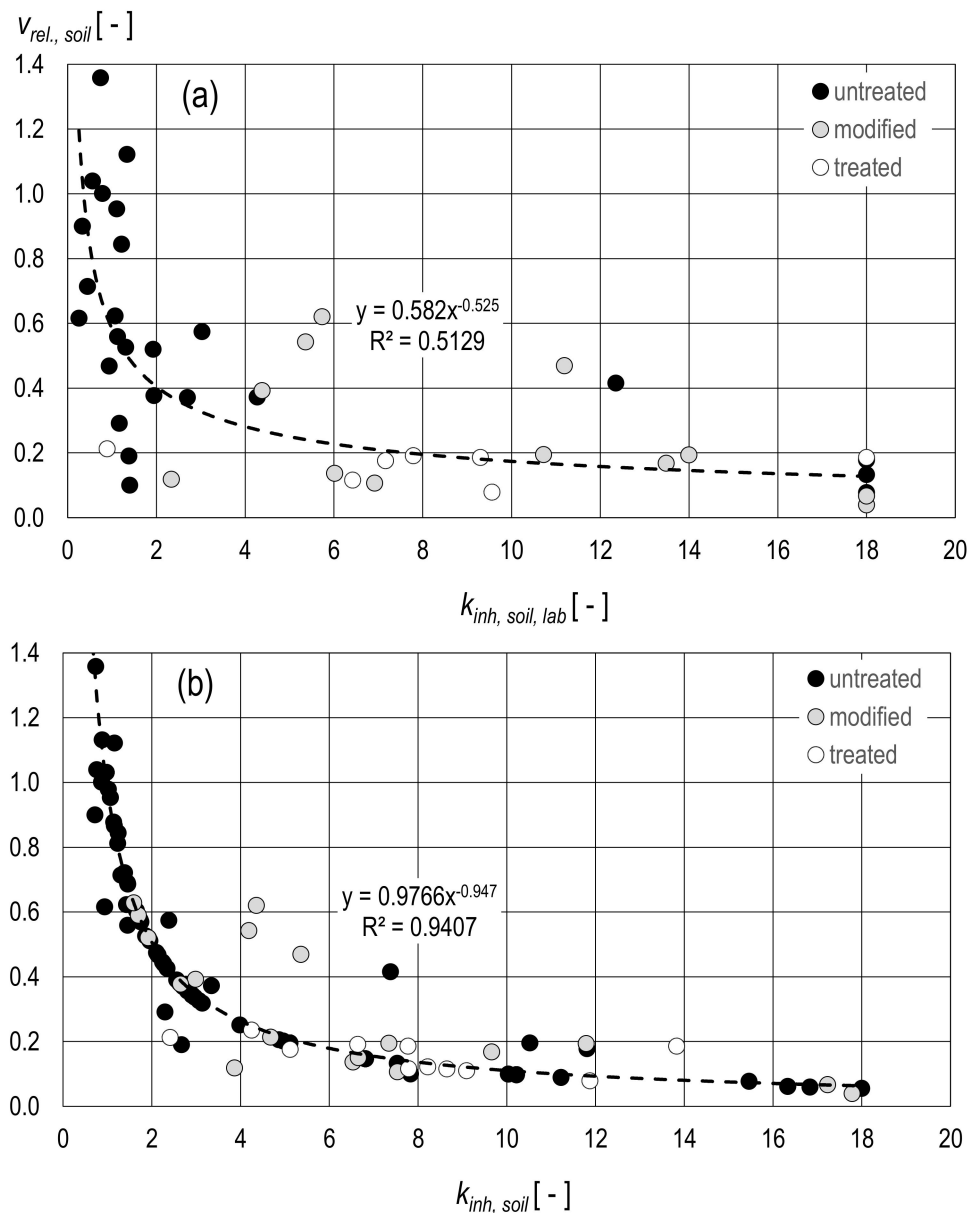 v rel., soil [ - ]
1.4
(a)
untreated
1.2
modified
treated
1.0
0.8
0.6
y = 0.582x^-0.525
R² = 0.5129
0.4
0.2
0.0
0 2 4 6 8 10 12 14 16 18 20
k inh, soil, lab [ - ]
1.4
(b)
untreated
1.2
modified
treated
1.0
0.8
0.6
y = 0.9766x^-0.947
R² = 0.9407
0.4
0.2
0.0
0 2 4 6 8 10 12 14 16 18 20
k inh, soil [ - ]